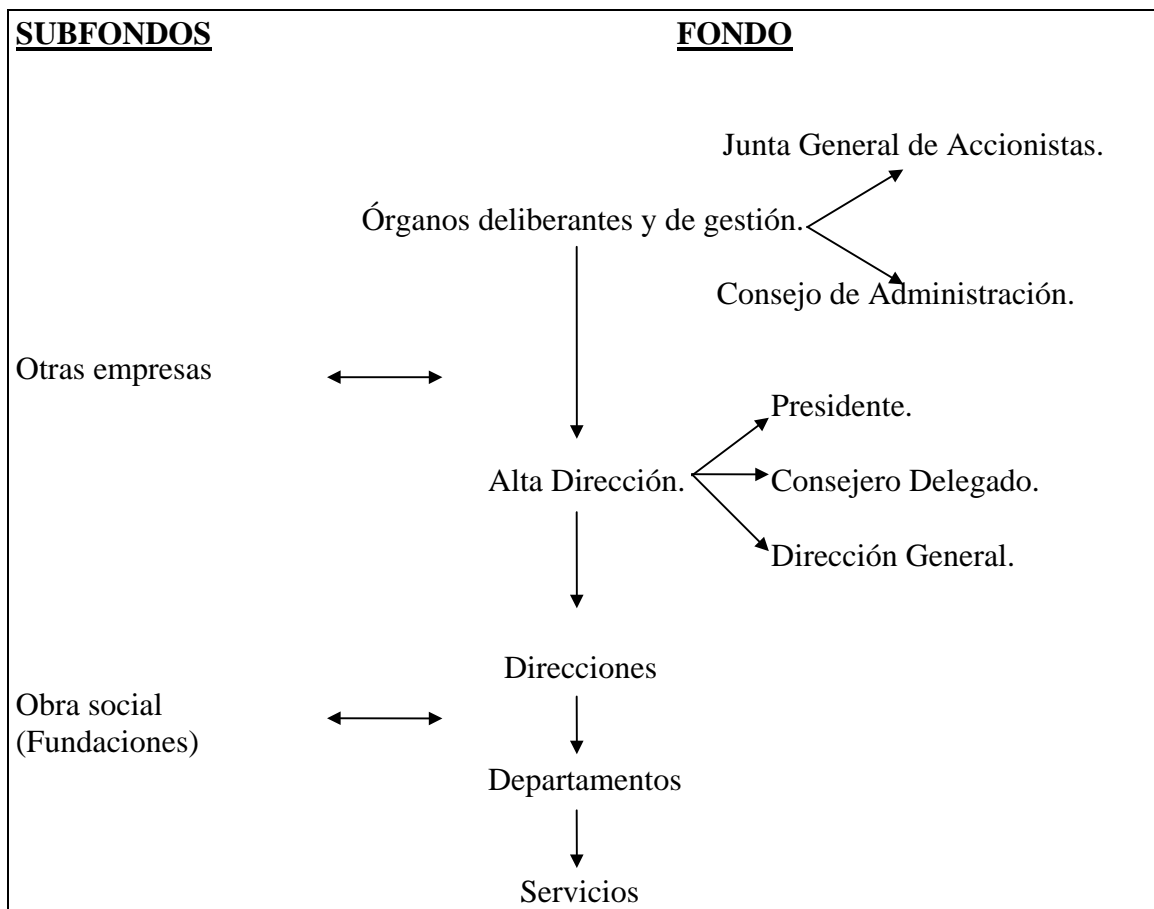 SUBFONDOS
FONDO
Junta General de Accionistas.
Órganos deliberantes y de gestión.
Consejo de Administración.
Otras empresas
Presidente.
Alta Dirección.
Consejero Delegado.
Dirección General.
Direcciones
Obra social
(Fundaciones)
Departamentos
Servicios